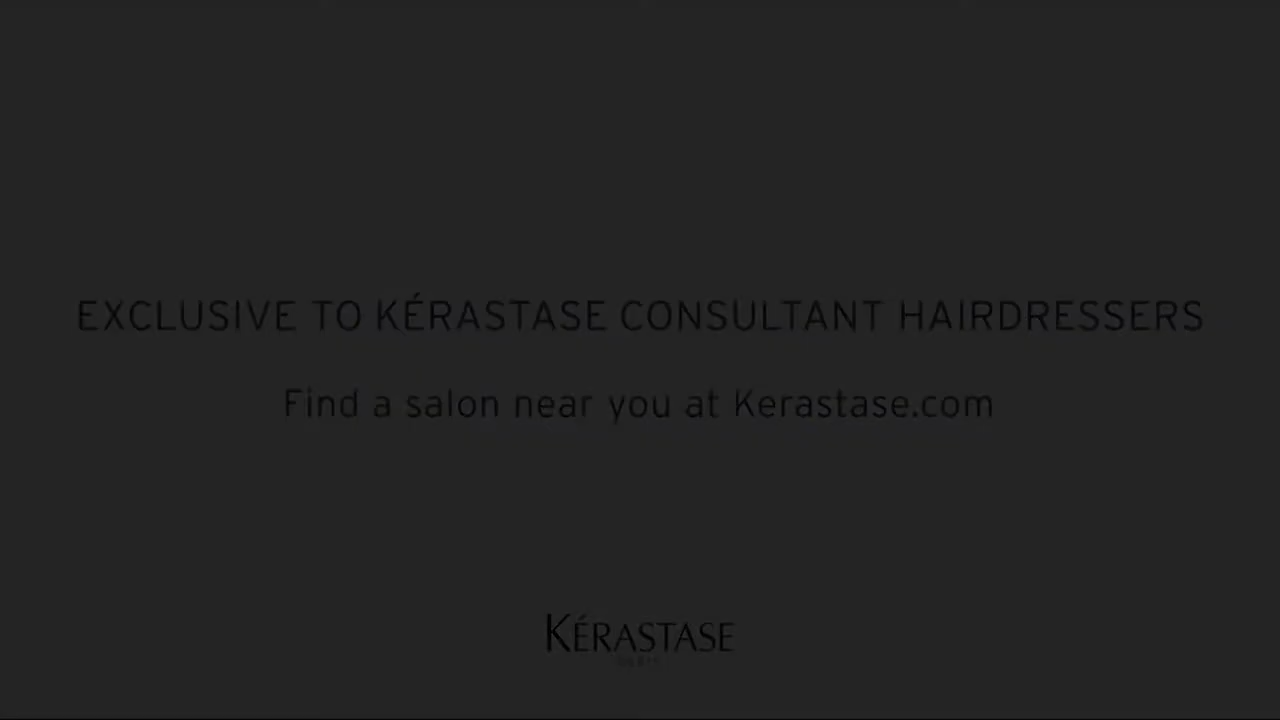 EXCLUSIVE TO KÉRASTASE CONSULTANT HAIRDRESSERS
Find a salon near you at Kerastase.com
KÉRASTASE